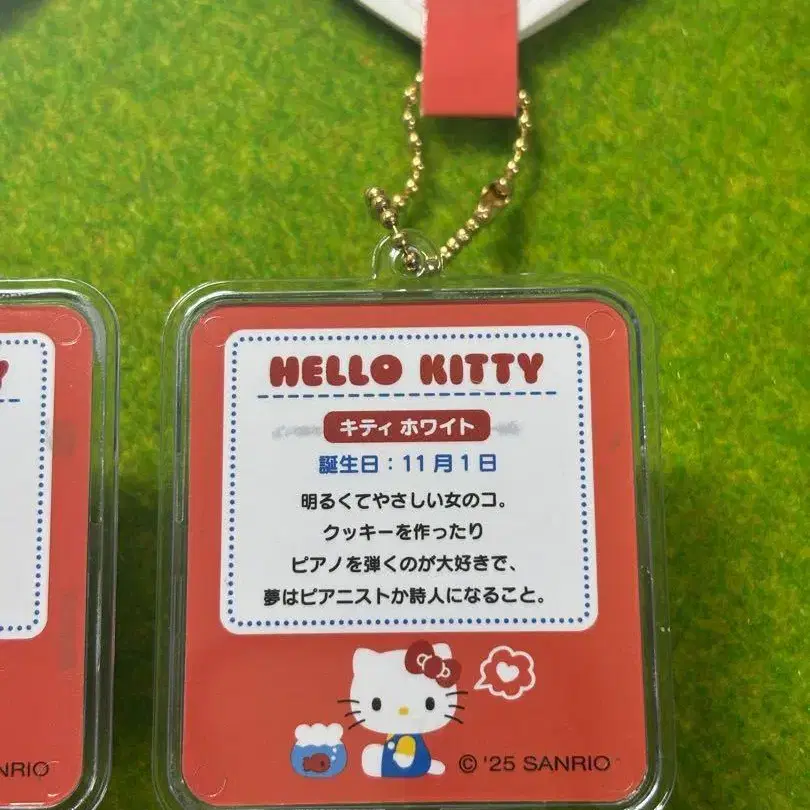 HELLO KITTY
キティ ホワイト
誕生日：11月1日
明るくてやさしい女のコ。
クッキーを作ったり
ピアノを弾くのが大好きで、
夢はピアニストか詩人になること。
© '25 SANRIO
Y
NRIO